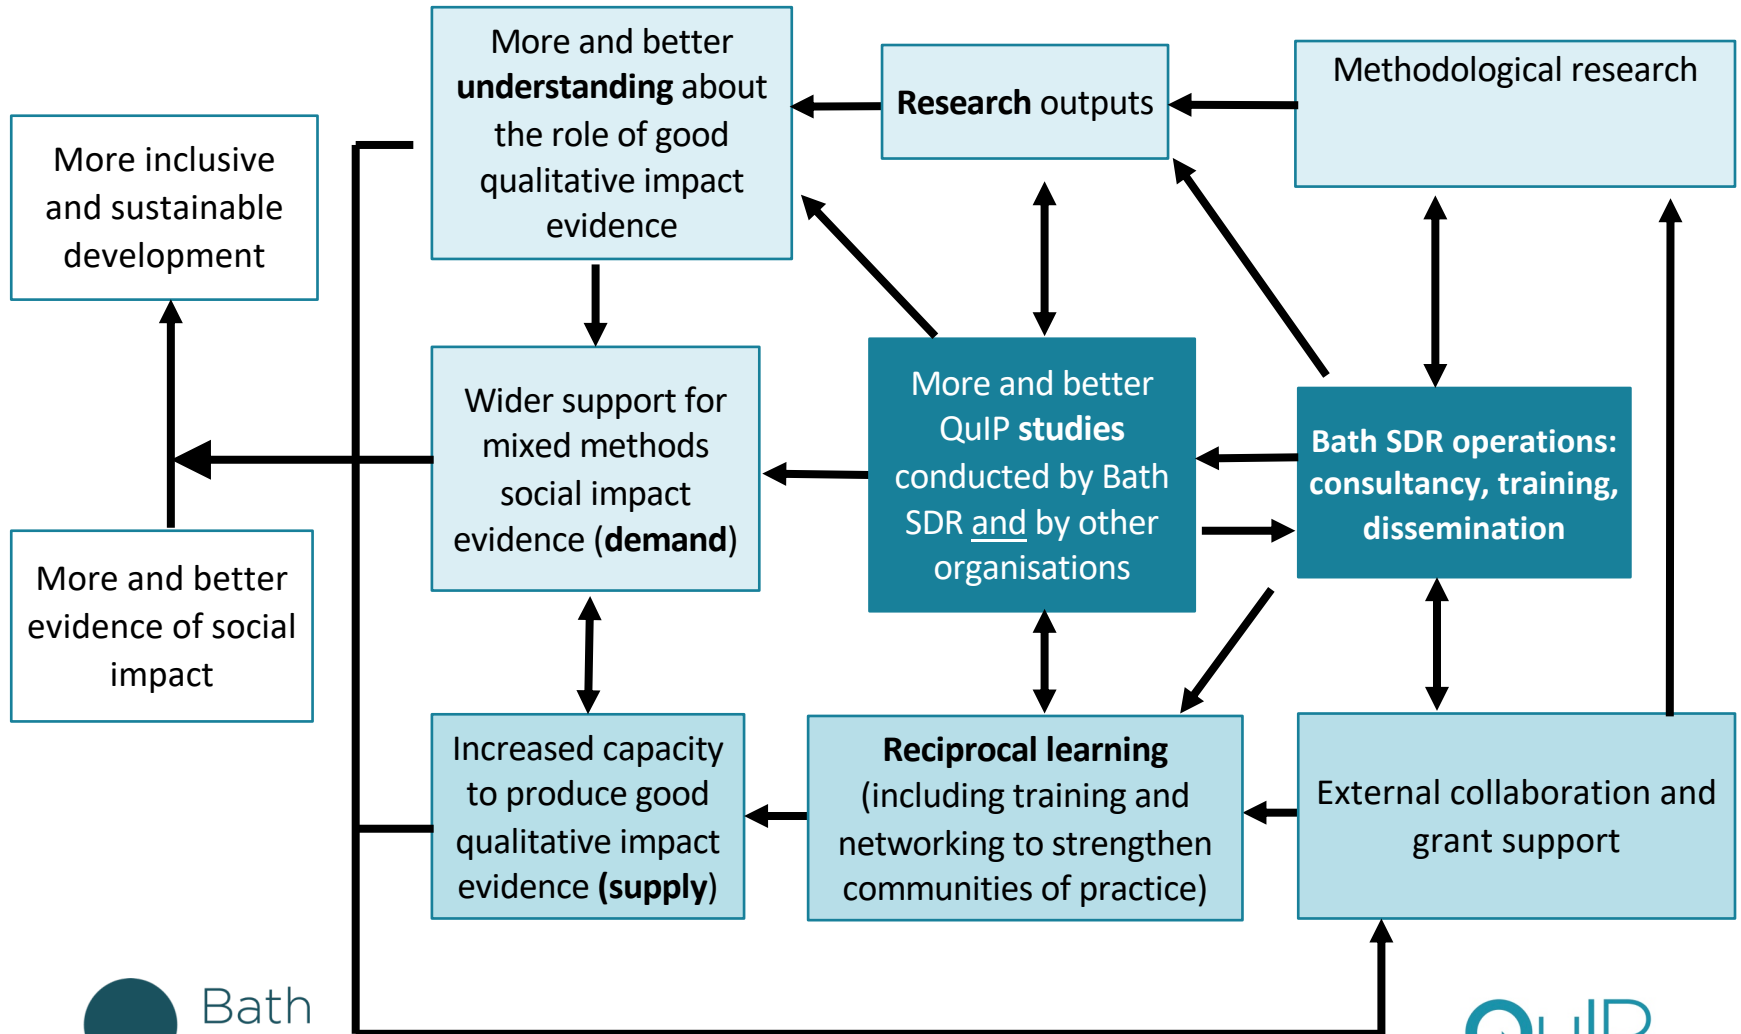 More and better
understanding about
the role of good
qualitative impact
evidence
Research outputs
Methodological research
More inclusive
and sustainable
development
Wider support for
mixed methods
social impact
evidence (demand)
More and better
QuIP studies
conducted by Bath
SDR and by other
organisations
Bath SDR operations:
consultancy, training,
dissemination
More and better
evidence of social
impact
Increased capacity
to produce good
qualitative impact
evidence (supply)
Reciprocal learning
(including training and
networking to strengthen
communities of practice)
External collaboration and
grant support
Bath
QuIP